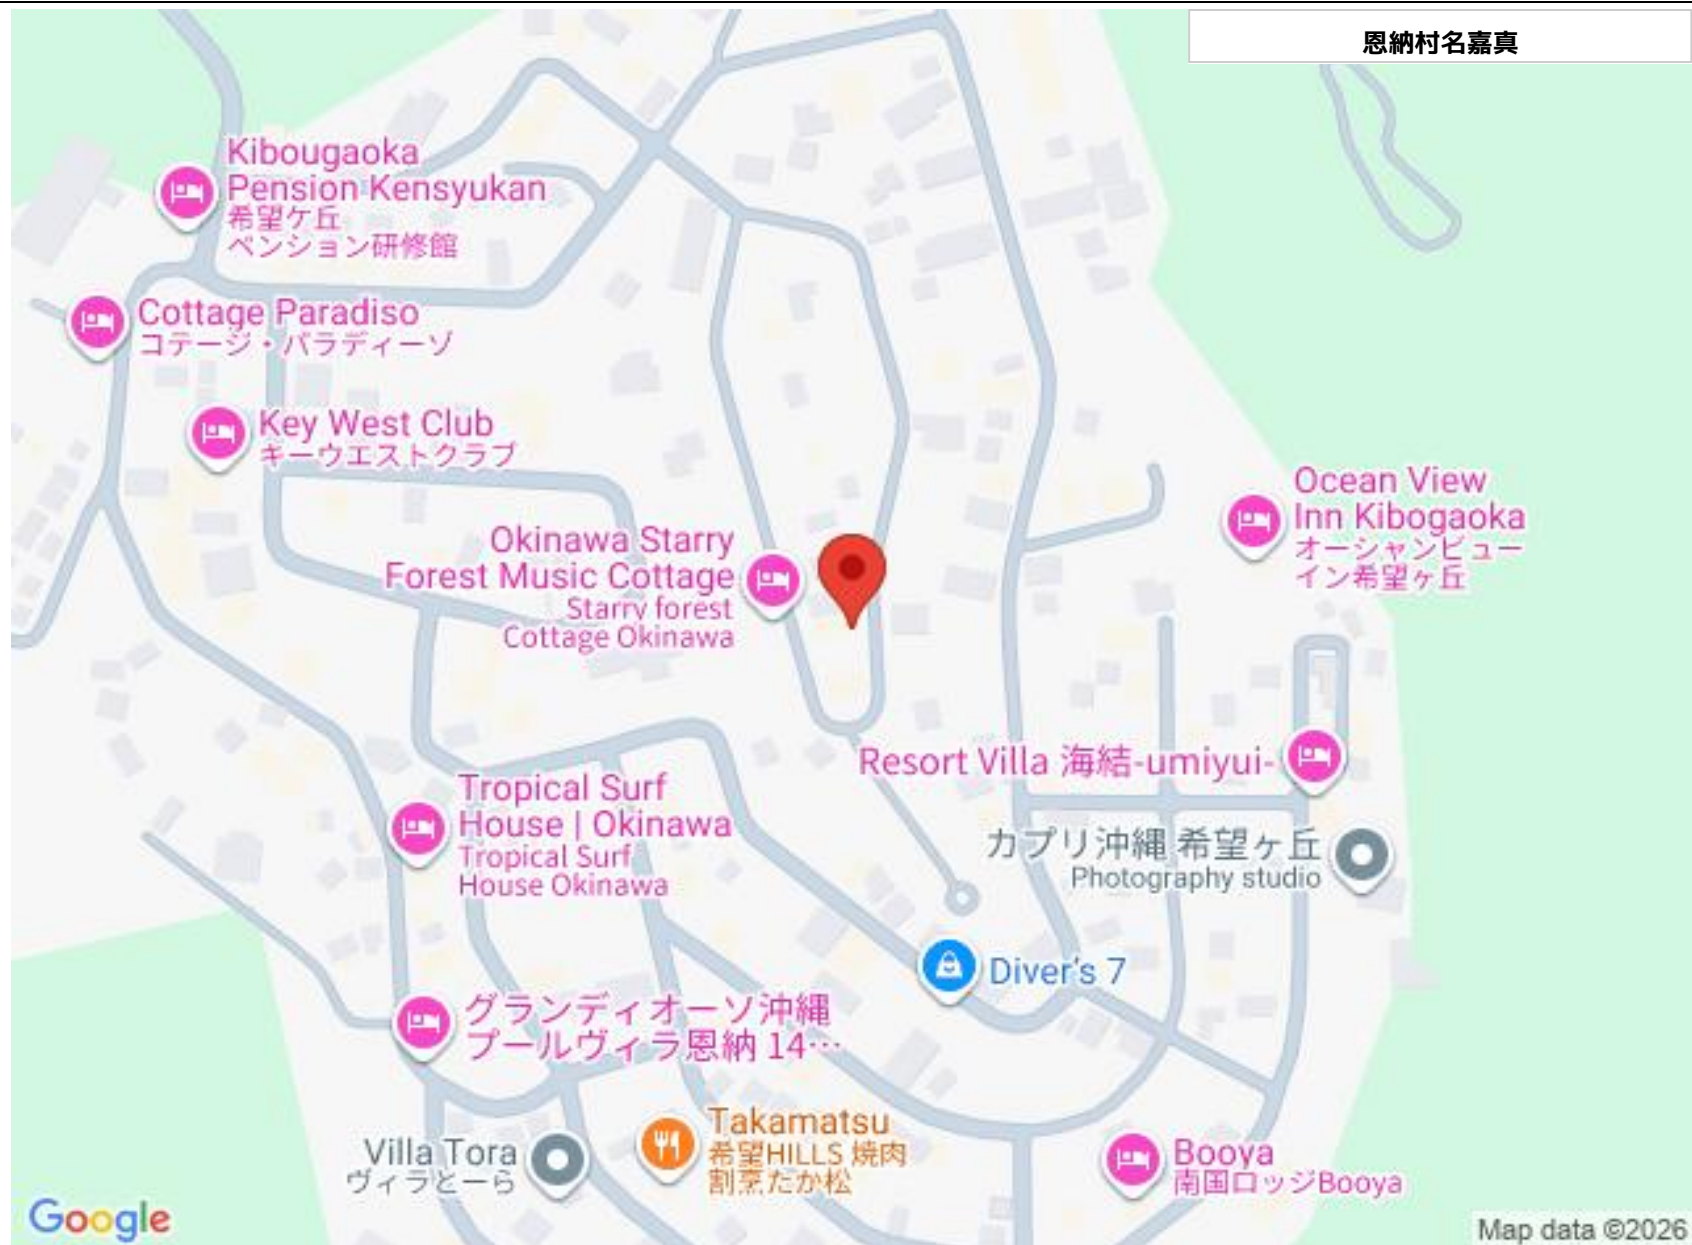 恩納村名嘉真
Kibougaoka
Pension Kensyukan
希望ケ丘
ペンション研修館
Cottage Paradiso
コテージ・パラディーゾ
Key West Club
キーウエストクラブ
Ocean View
Inn Kibogaoka
オーシャンビュー
イン希望ヶ丘
Okinawa Starry
Forest Music Cottage
Starry forest
Cottage Okinawa
Resort Villa 海結-umiyui-
Tropical Surf
House | Okinawa
Tropical Surf
House Okinawa
カプリ沖縄 希望ヶ丘
Photography studio
Diver's 7
グランディオーソ沖縄
プールヴィラ恩納 14…
Takamatsu
希望HILLS 焼肉
割烹たか松
Villa Tora
ヴィラとーら
Booya
南国ロッジBooya
Google
Map data ©2026